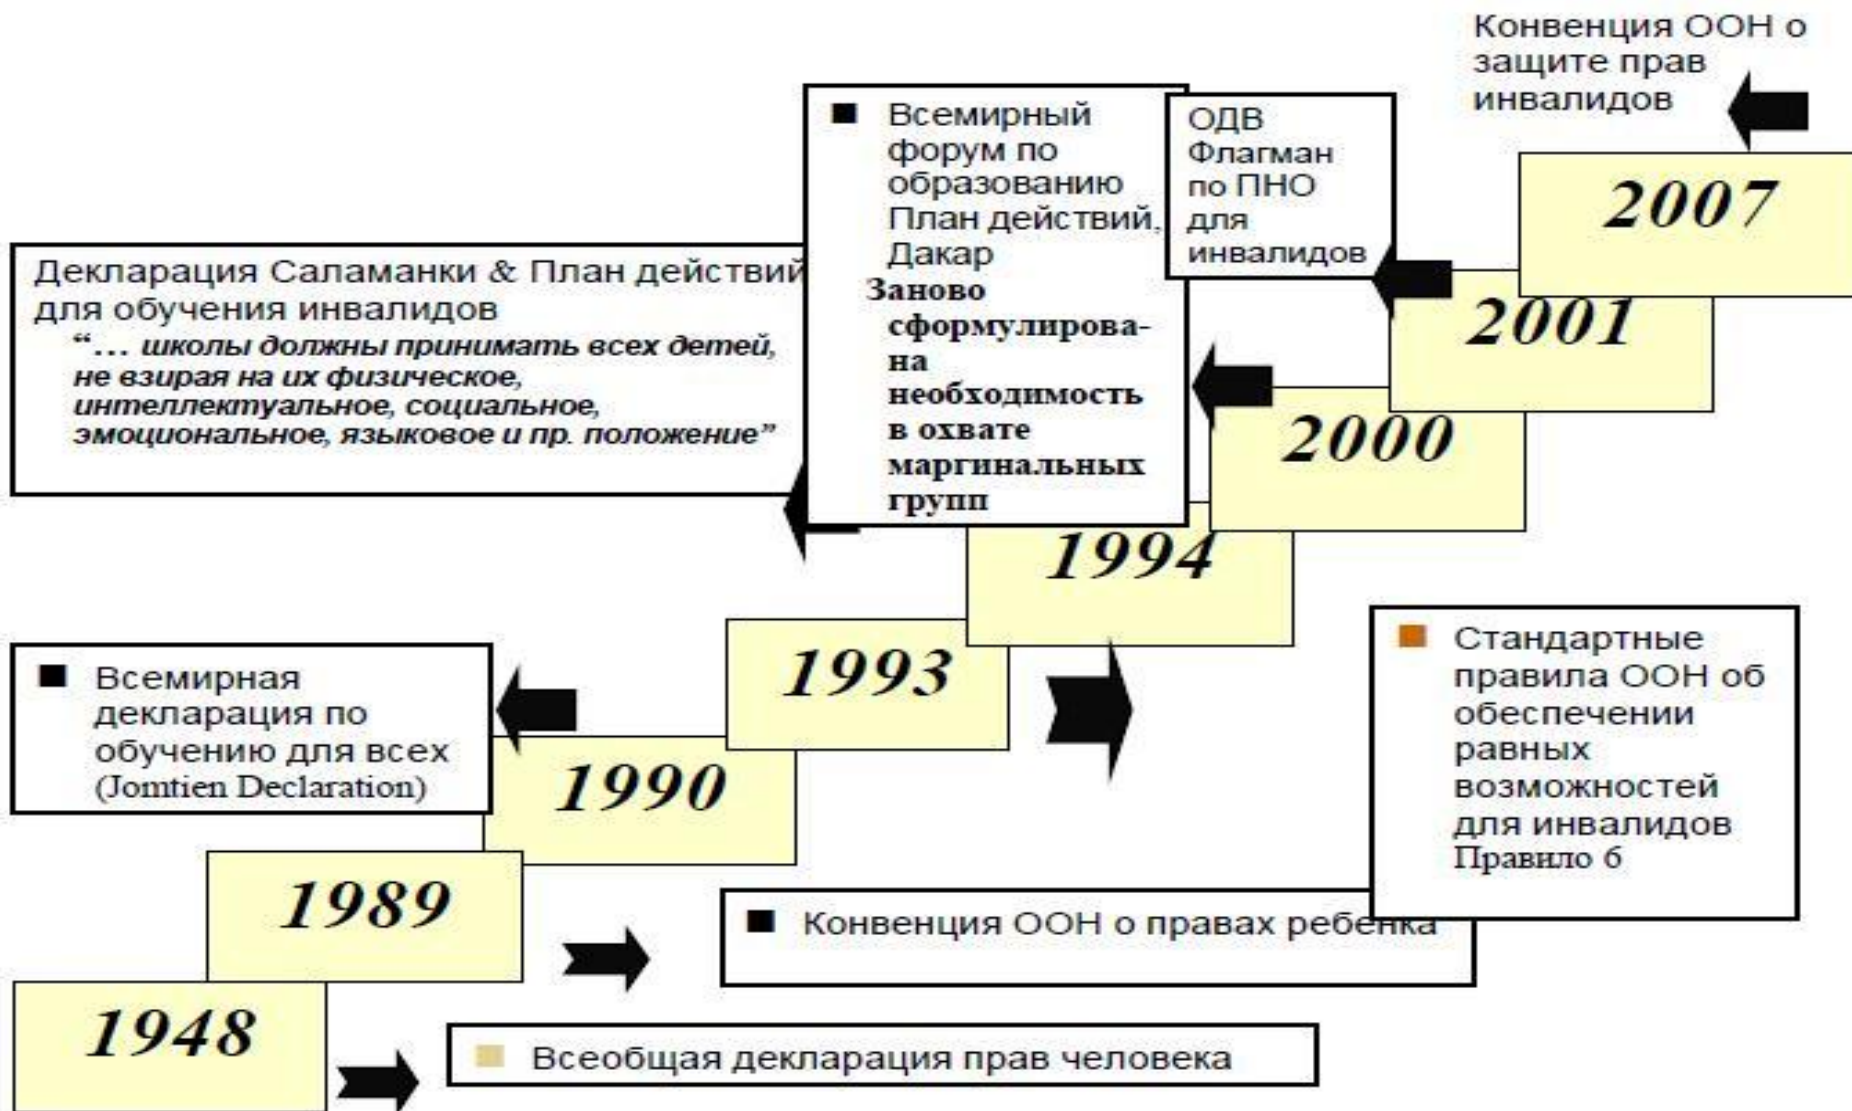 Конвенция ООН о
защите прав
инвалидов
2007
ОДВ
Флагман
по ПНО
для
инвалидов
2001
Всемирный
форум по
образованию
План действий,
Дакар
Заново
сформулирова-
на
необходимость
в охвате
маргинальных
групп
2000
Декларация Саламанки & План действий
для обучения инвалидов
“... школы должны принимать всех детей,
не взирая на их физическое,
интеллектуальное, социальное,
эмоциональное, языковое и пр. положение”
1994
1993
Стандартные
правила ООН об
обеспечении
равных
возможностей
для инвалидов
Правило 6
Всемирная
декларация по
обучению для всех
(Jomtien Declaration)
1990
1989
Конвенция ООН о правах ребенка
1948
Всеобщая декларация прав человека